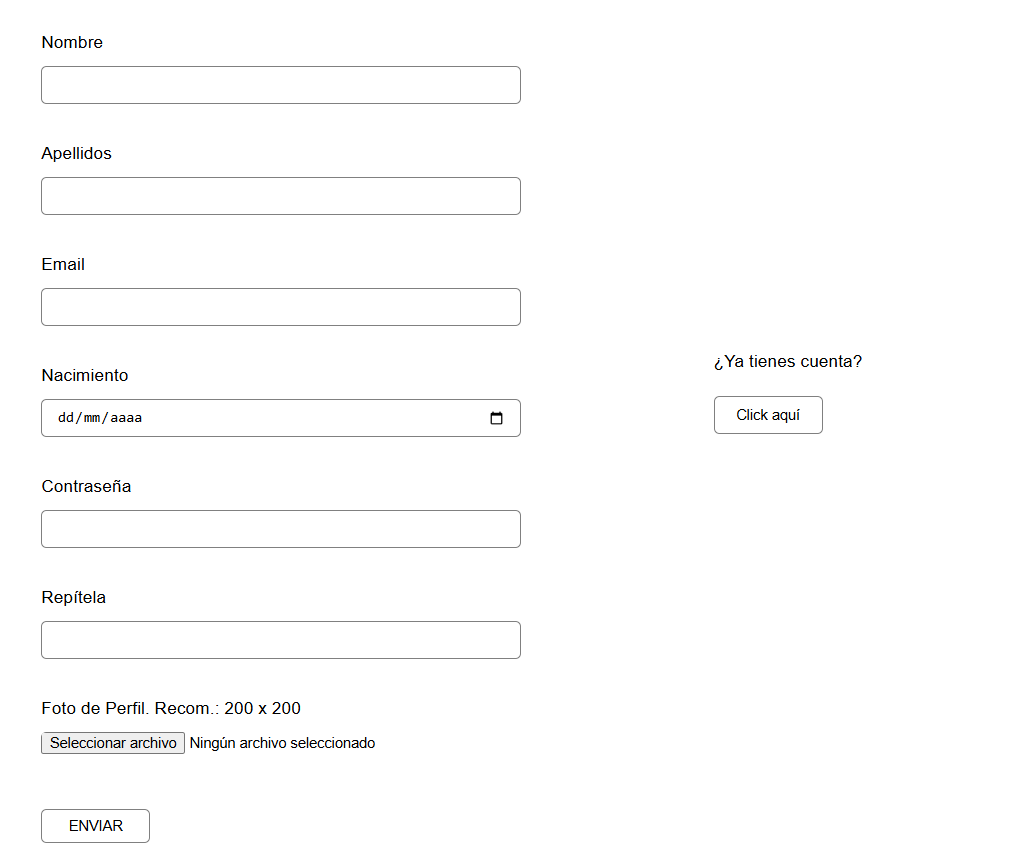 Nombre
Apellidos
Email
Nacimiento
dd/mm/aaaa
Contraseña
Repítela
Foto de Perfil. Recom.: 200 x 200
Seleccionar archivo Ningún archivo seleccionado
ENVIAR
¿Ya tienes cuenta?
Click aquí